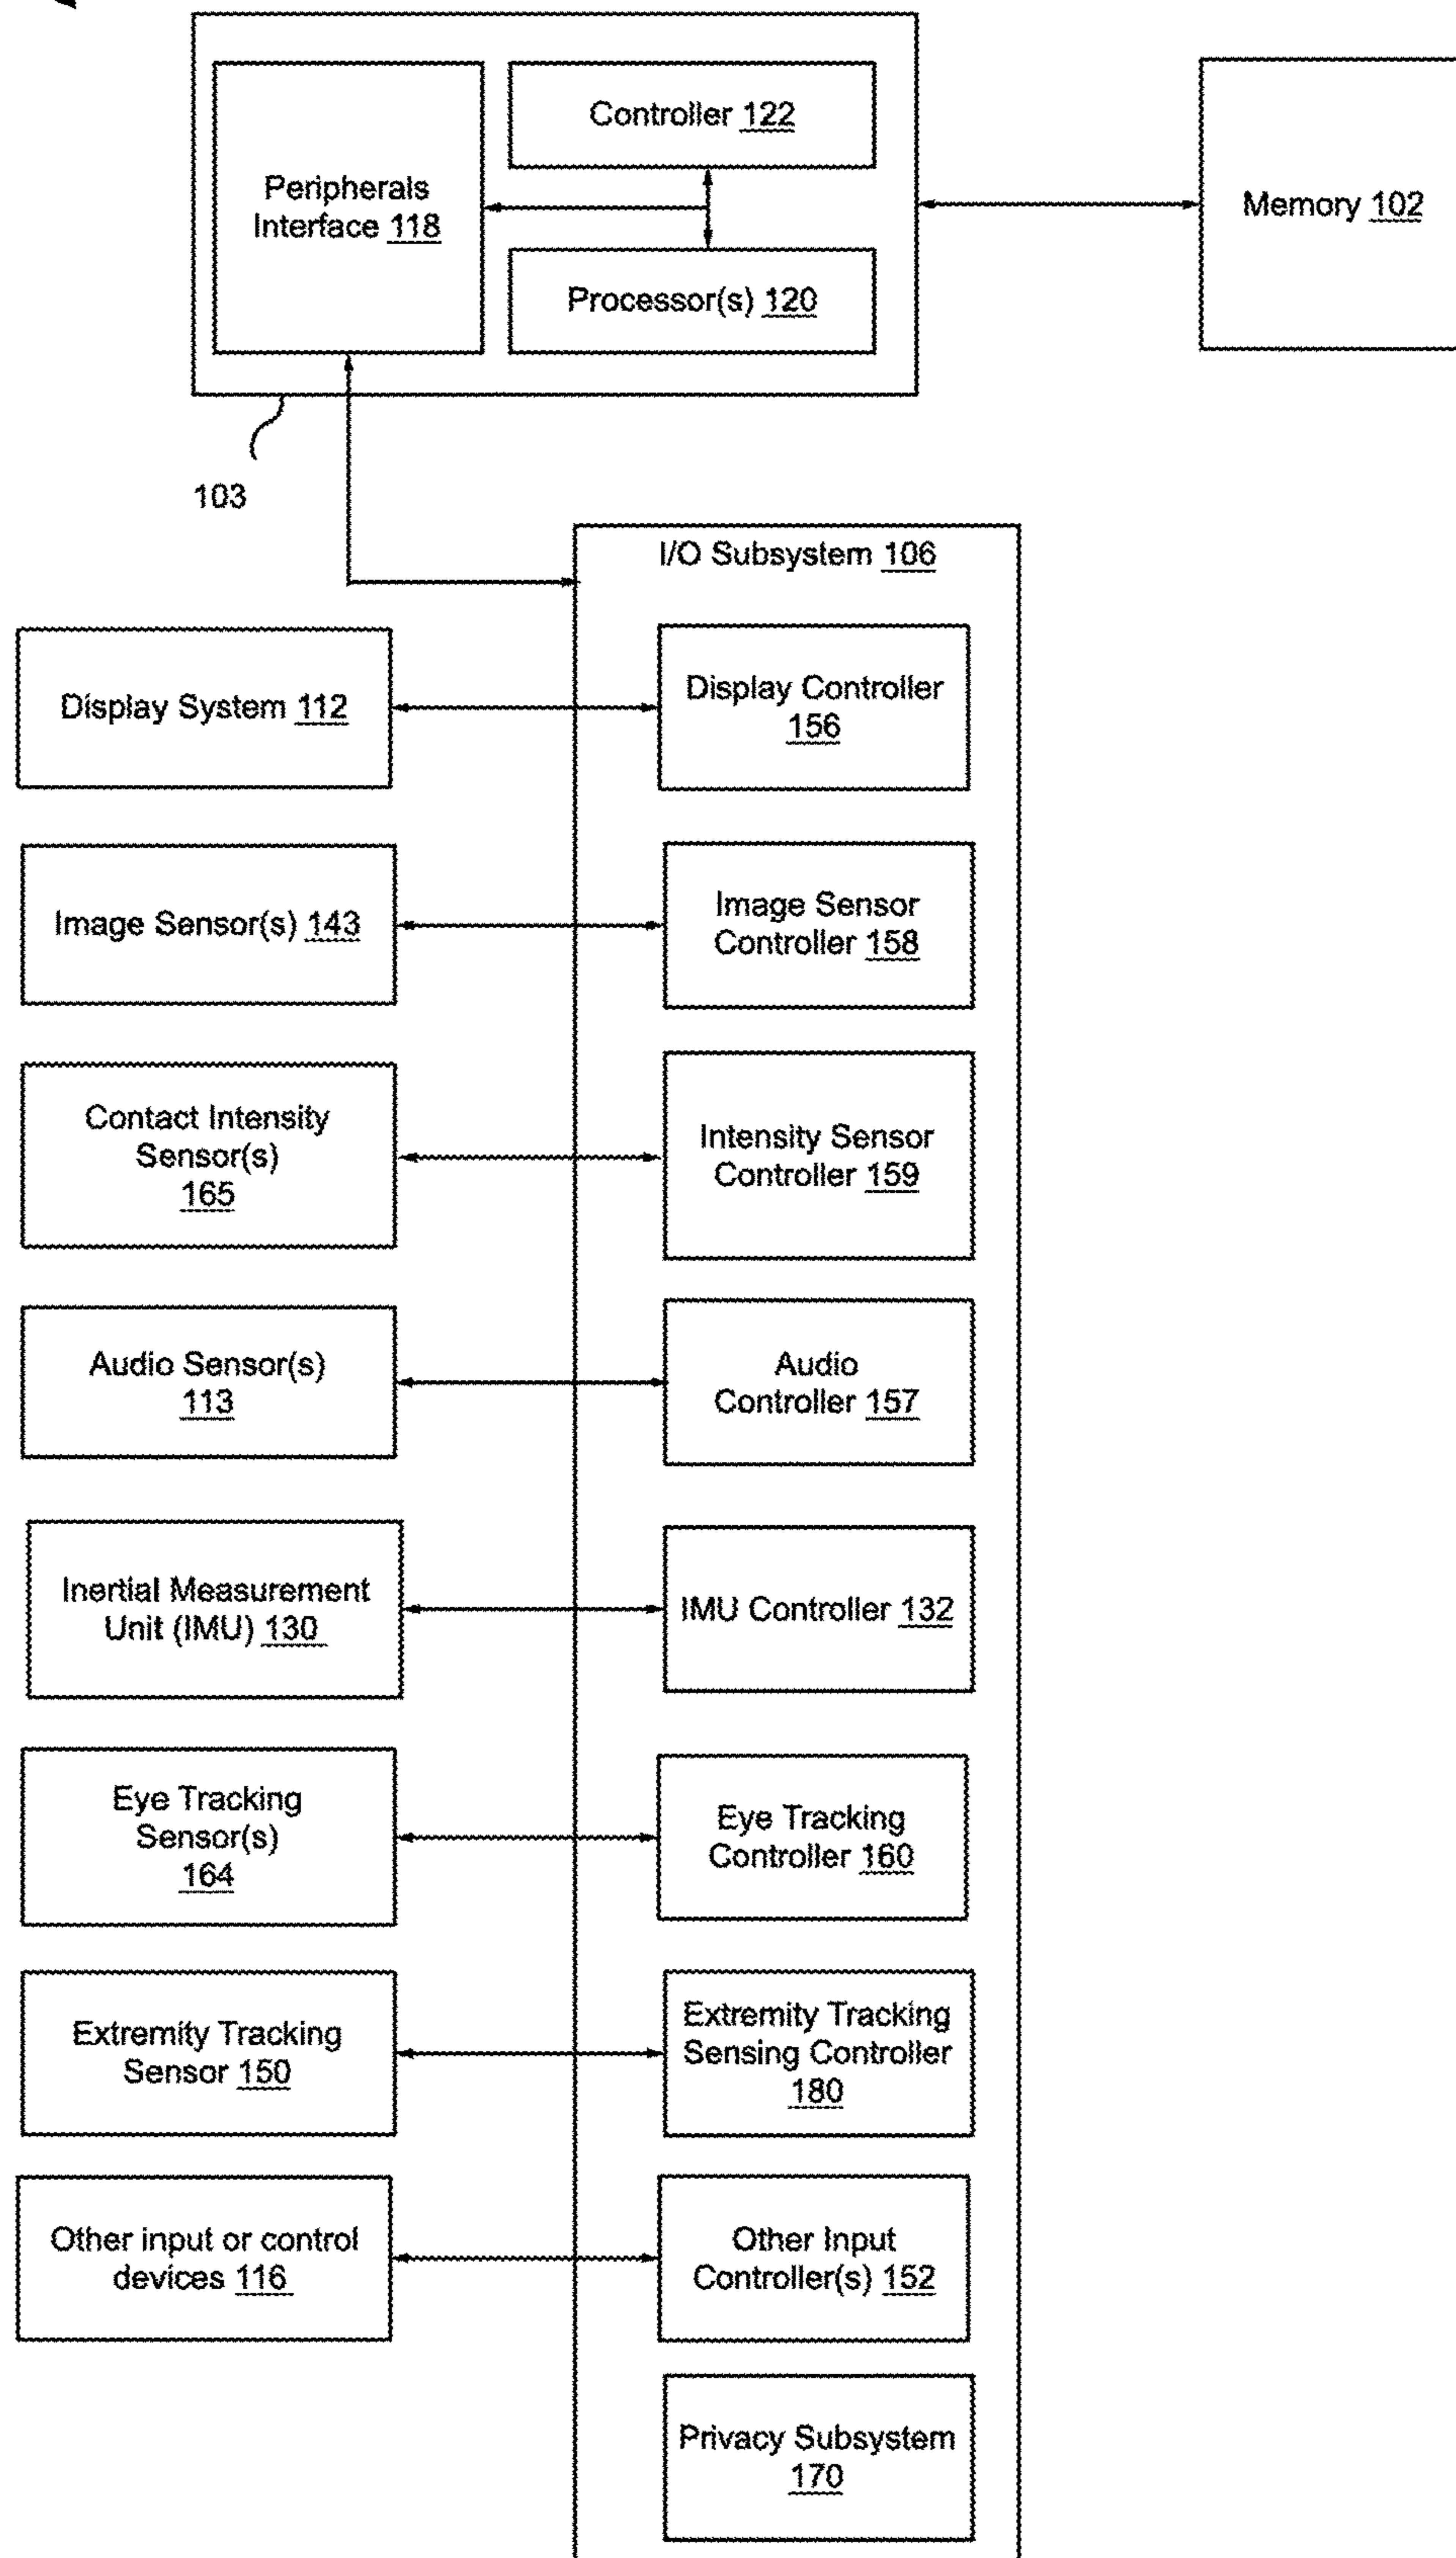 Controller 122
Peripherals
Interface 118
Memory 102
Processor(s) 120
103
I/O Subsystem 106
Display System 112
Display Controller
156
Image Sensor(s) 143
Image Sensor
Controller 158
Contact Intensity
Sensor(s)
165
Intensity Sensor
Controller 159
Audio Sensor(s)
113
Audio
Controller 157
Inertial Measurement
Unit (IMU) 130
IMU Controller 132
Eye Tracking
Sensor(s)
164
Eye Tracking
Controller 160
Extremity Tracking
Sensor 150
Extremity Tracking
Sensing Controller
180
Other input or control
devices 116
Other Input
Controller(s) 152
Privacy Subsystem
170